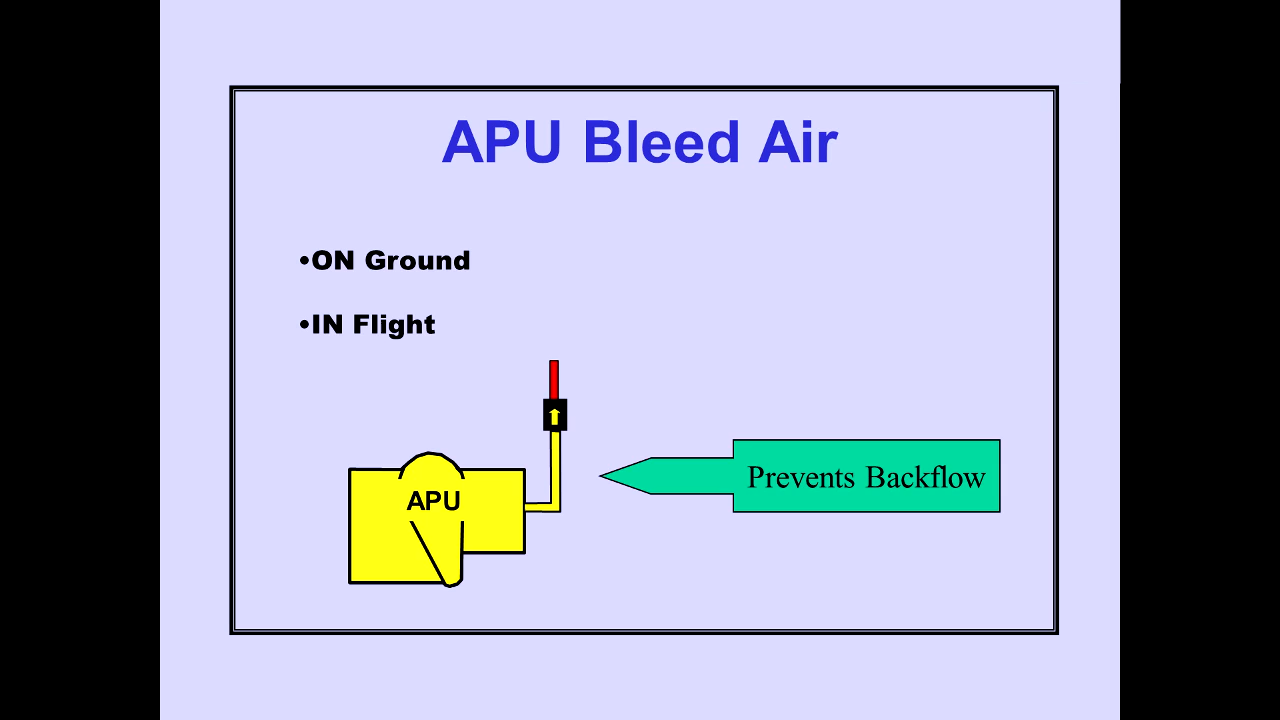 APU Bleed Air
•ON Ground
•IN Flight
APU
Prevents Backflow